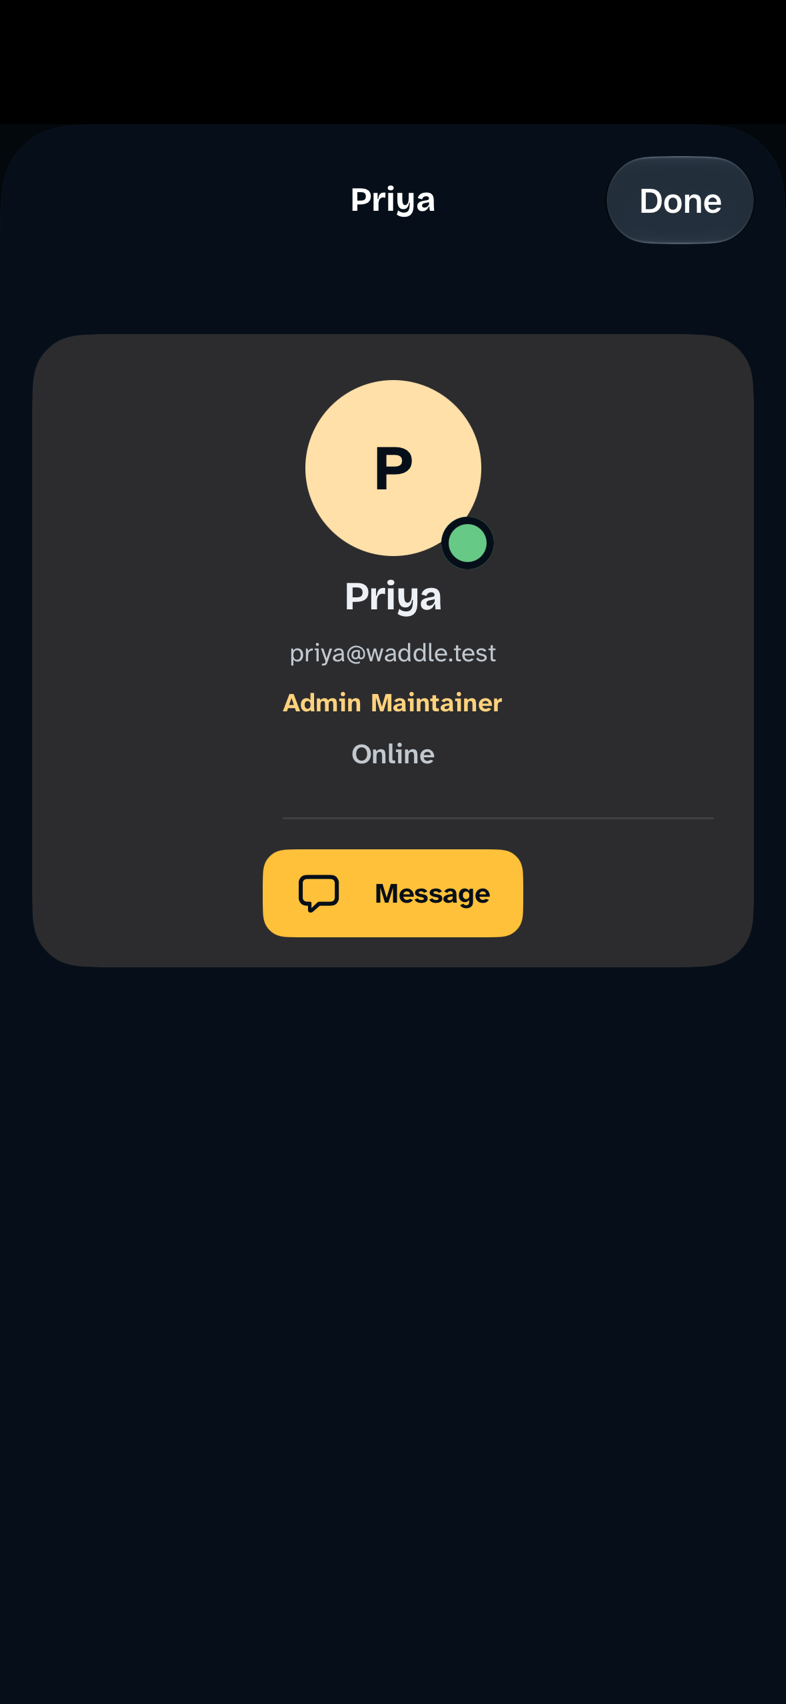 Priya
Done
P
Priya
priya@waddle.test
Admin Maintainer
Online
Message